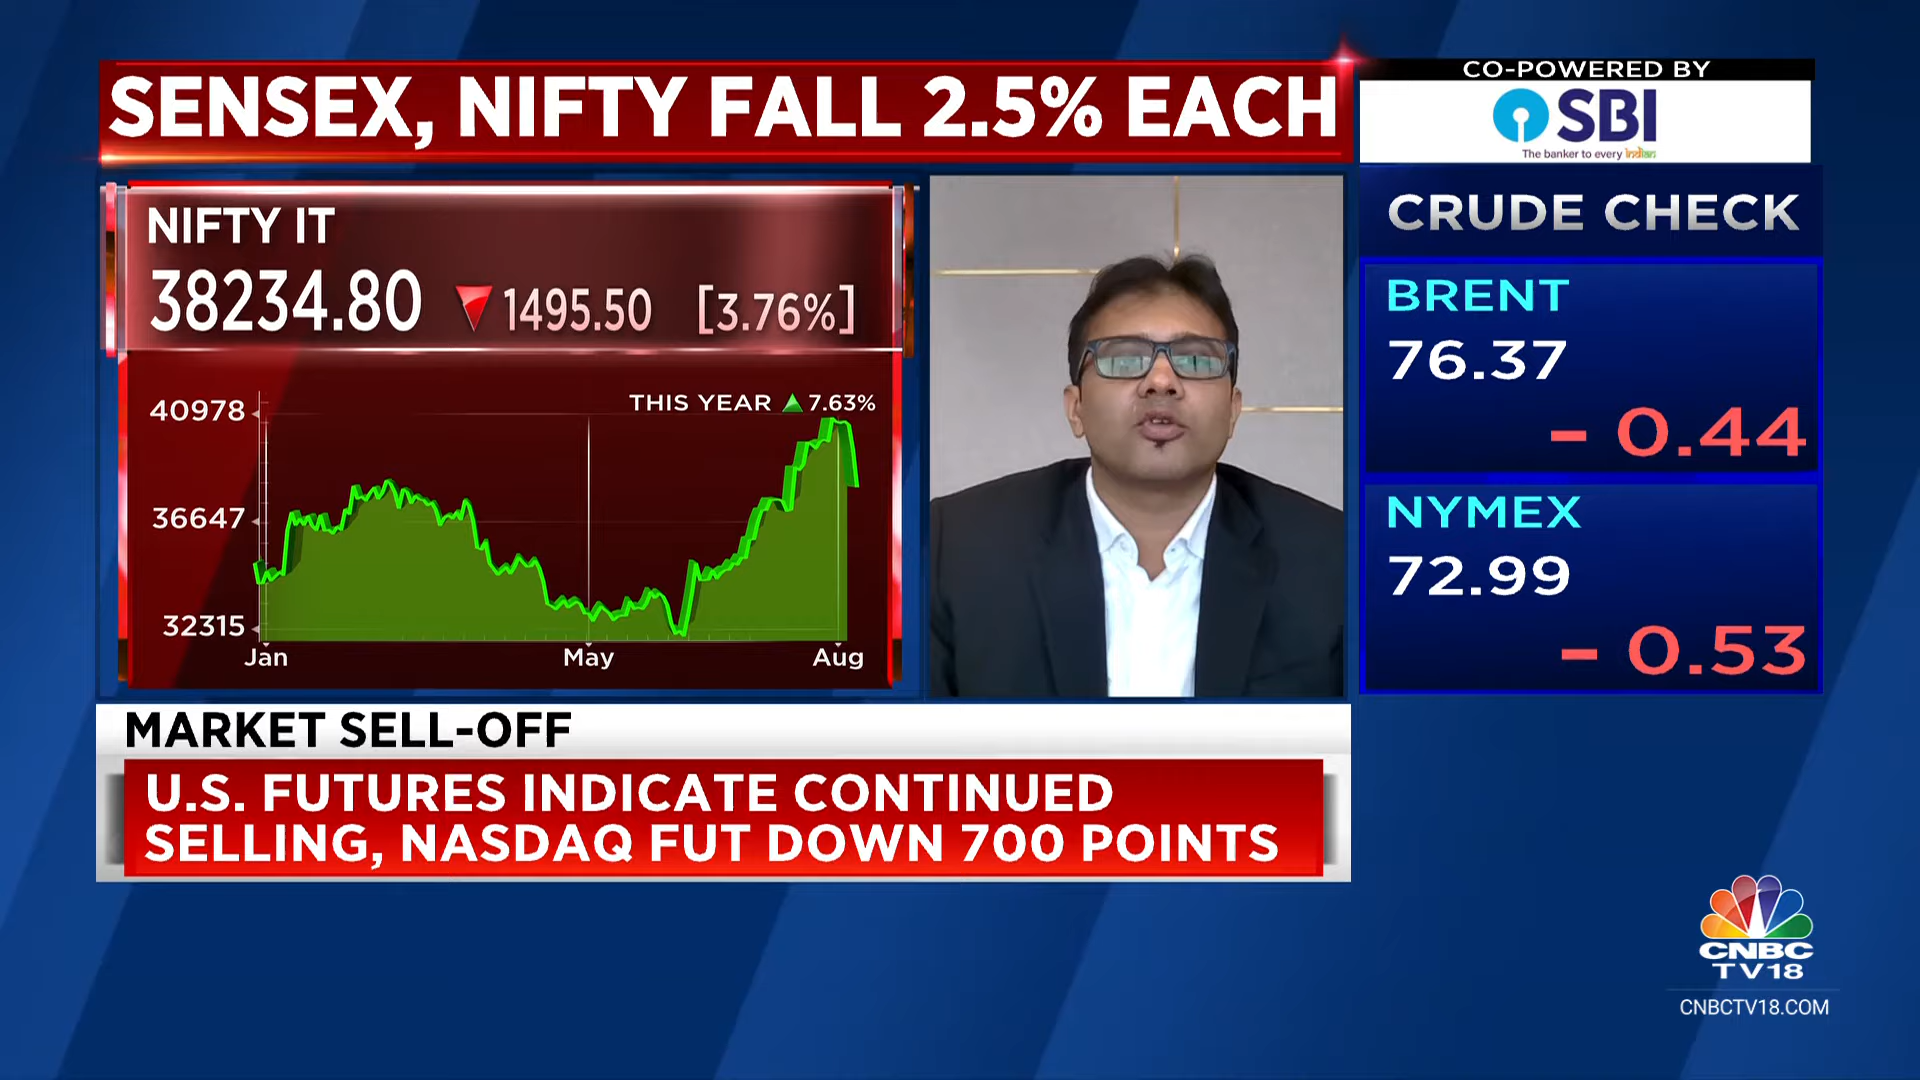 SENSEX, NIFTY FALL 2.5% EACH
CO-POWERED BY
SBI
The banker to every indian
NIFTY IT
38234.80 ▼ 1495.50 [3.76%]
THIS YEAR ▲ 7.63%
40978
36647
32315
Jan May Aug
CRUDE CHECK
BRENT
76.37
- 0.44
NYMEX
72.99
- 0.53
MARKET SELL-OFF
U.S. FUTURES INDICATE CONTINUED
SELLING, NASDAQ FUT DOWN 700 POINTS
CNBC
TV18
CNBCTV18.COM